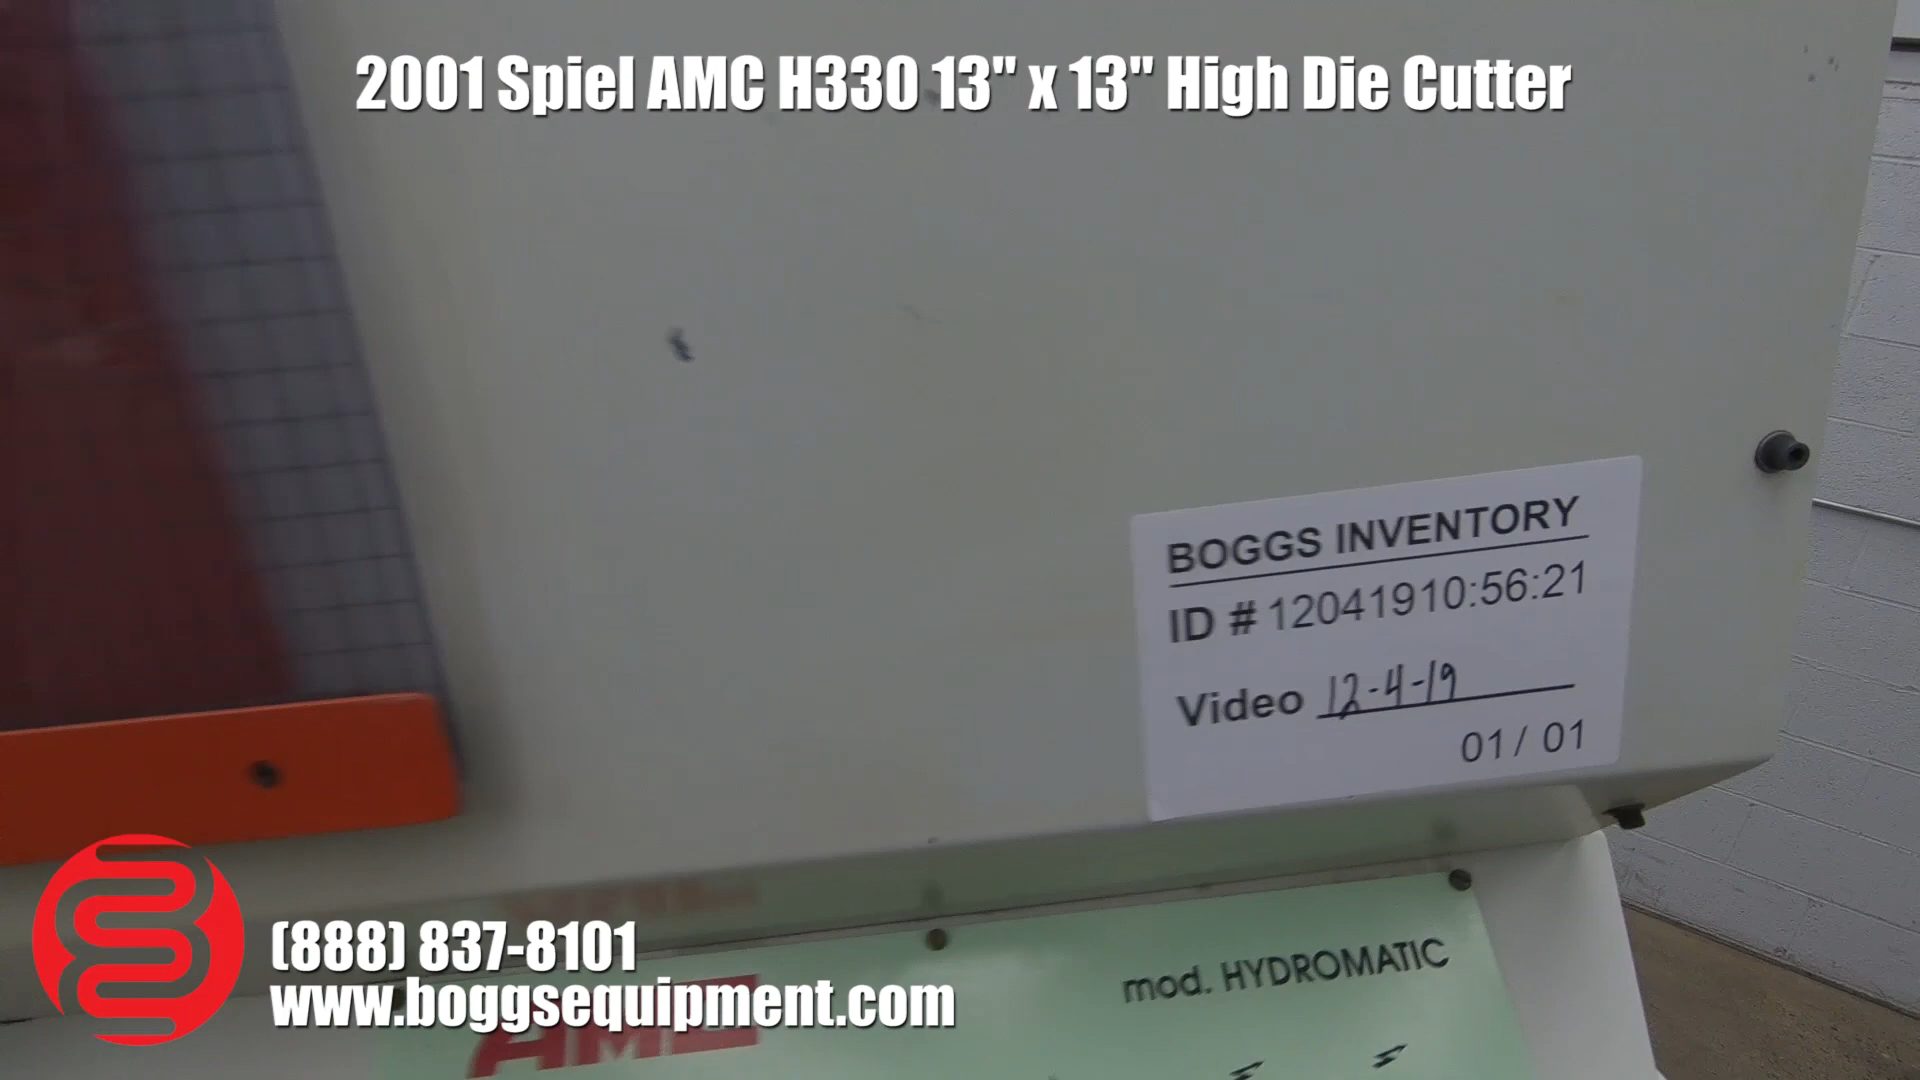 2001 Spiel AMC H330 13" x 13" High Die Cutter
BOGGS INVENTORY
ID # 12041910:56:21
Video 12-4-19
01 / 01
(888) 837-8101
www.boggsequipment.com
mod. HYDROMATIC
AMC